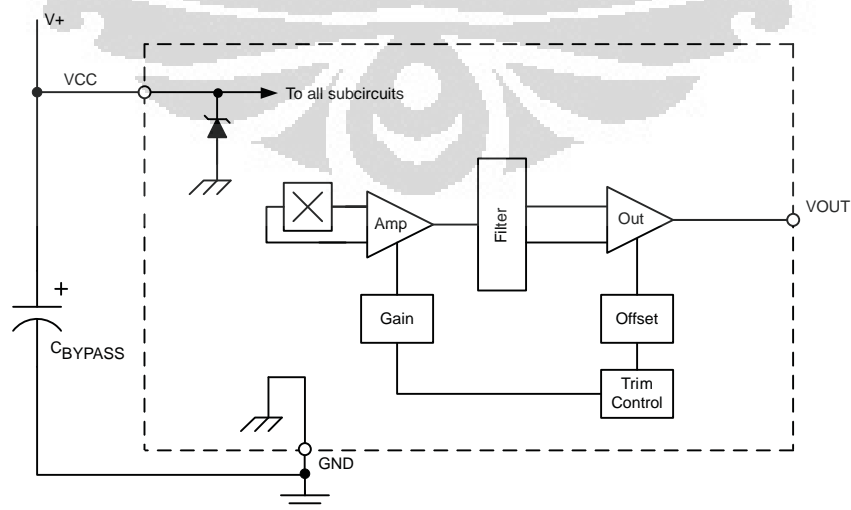 V+
VCC
To all subcircuits
VOUT
Amp
Filter
Out
+
Gain
Offset
CBYPASS
Trim
Control
GND